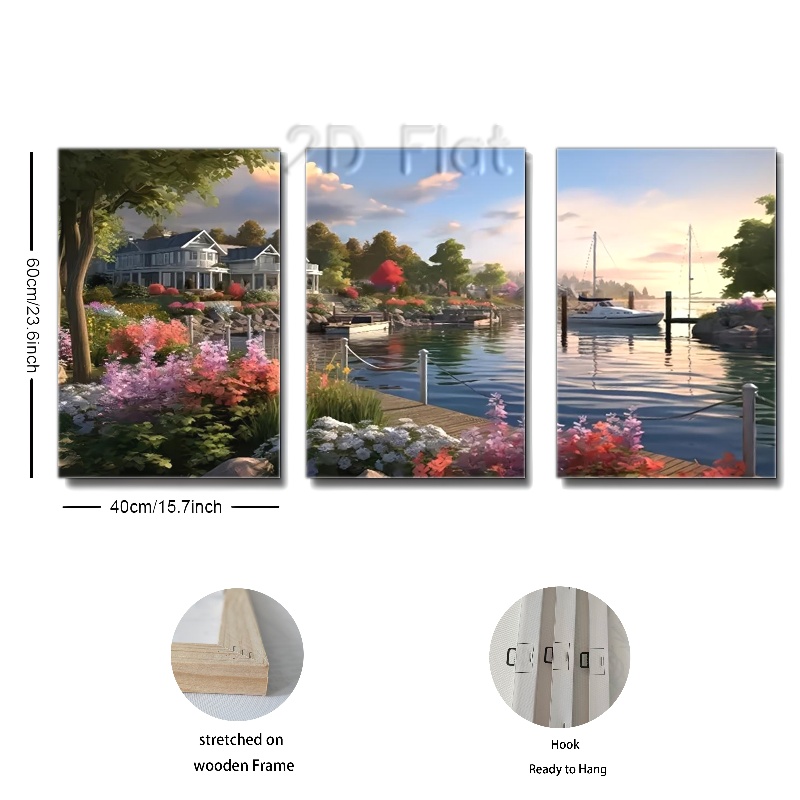 2D Flat
60cm/23.6inch
40cm/15.7inch
stretched on
wooden Frame
Hook
Ready to Hang